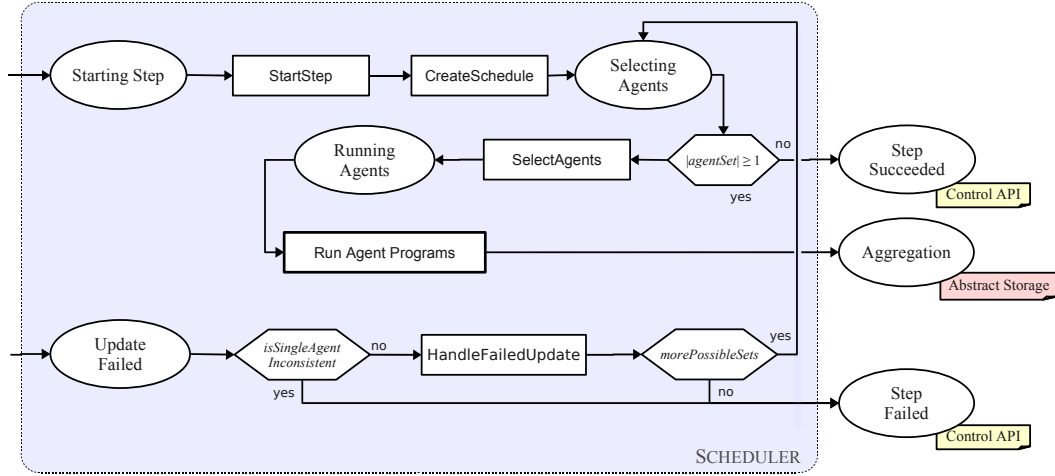 Starting Step
StartStep
CreateSchedule
Selecting
Agents
Running
Agents
SelectAgents
|agentSet| ≥ 1
no
yes
Step
Succeeded
Control API
Run Agent Programs
Aggregation
Abstract Storage
Update
Failed
isSingleAgent
Inconsistent
no
yes
HandleFailedUpdate
morePossibleSets
yes
no
Step
Failed
Control API
SCHEDULER